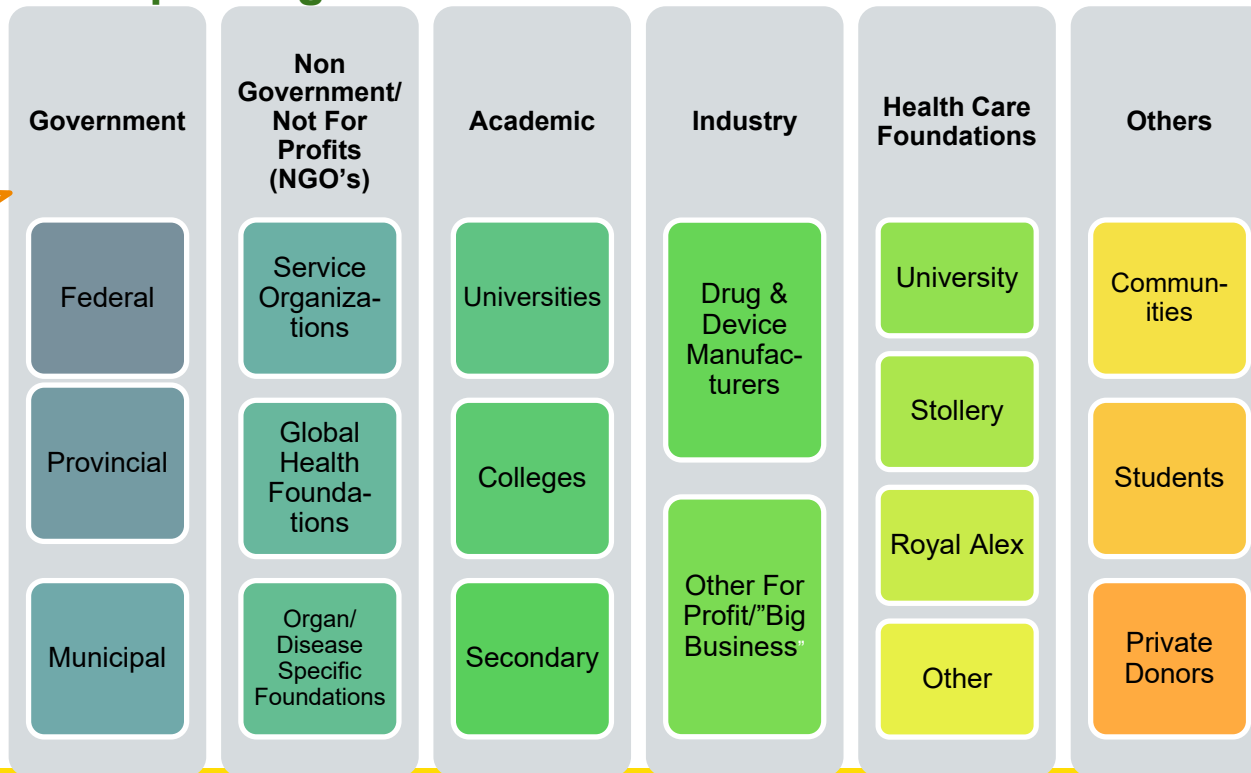 Government
Non
Government/
Not For
Profits
(NGO's)
Academic
Industry
Health Care
Foundations
Others
Federal
Provincial
Municipal
Service
Organiza-
tions
Global
Health
Founda-
tions
Organ/
Disease
Specific
Foundations
Universities
Colleges
Secondary
Drug &
Device
Manufac-
turers
Other For
Profit/”Big
Business”
University
Stollery
Royal Alex
Other
Commun-
ities
Students
Private
Donors